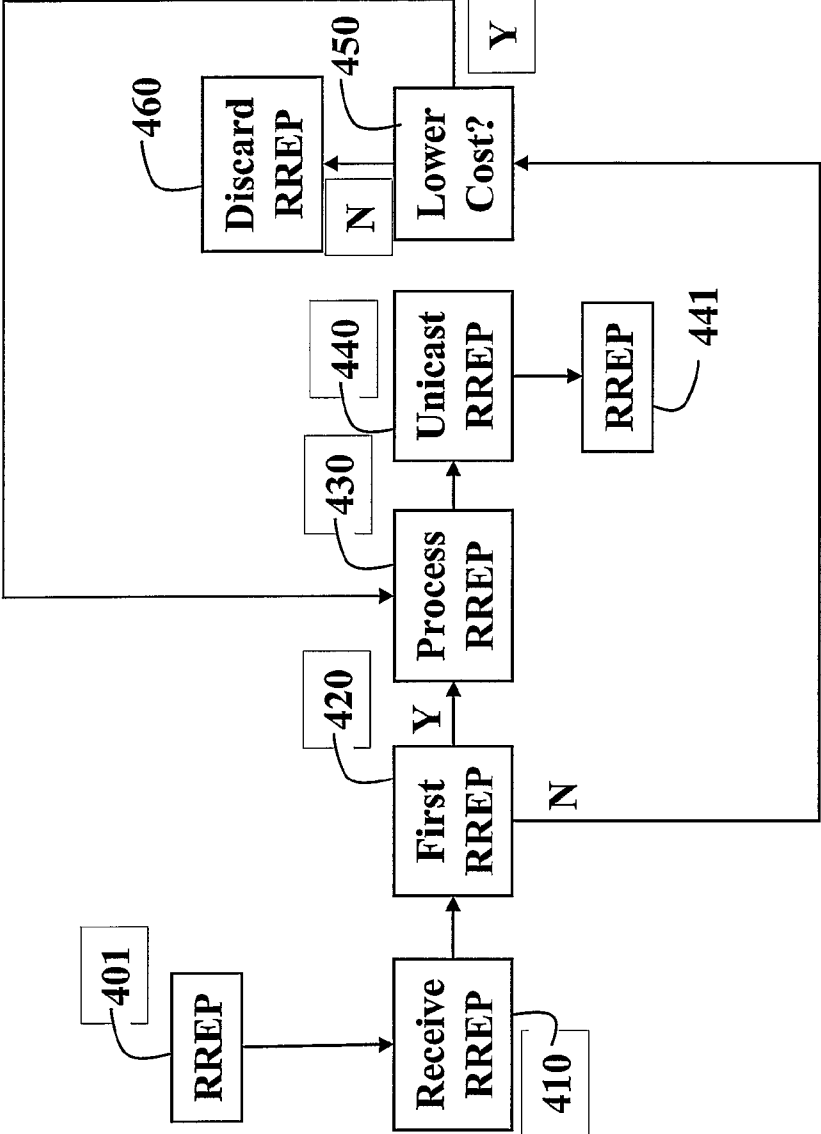 401
RREP
Receive
RREP
410
420
First
RREP
Y
N
430
Process
RREP
440
Unicast
RREP
RREP
441
450
Lower
Cost?
N
Y
460
Discard
RREP